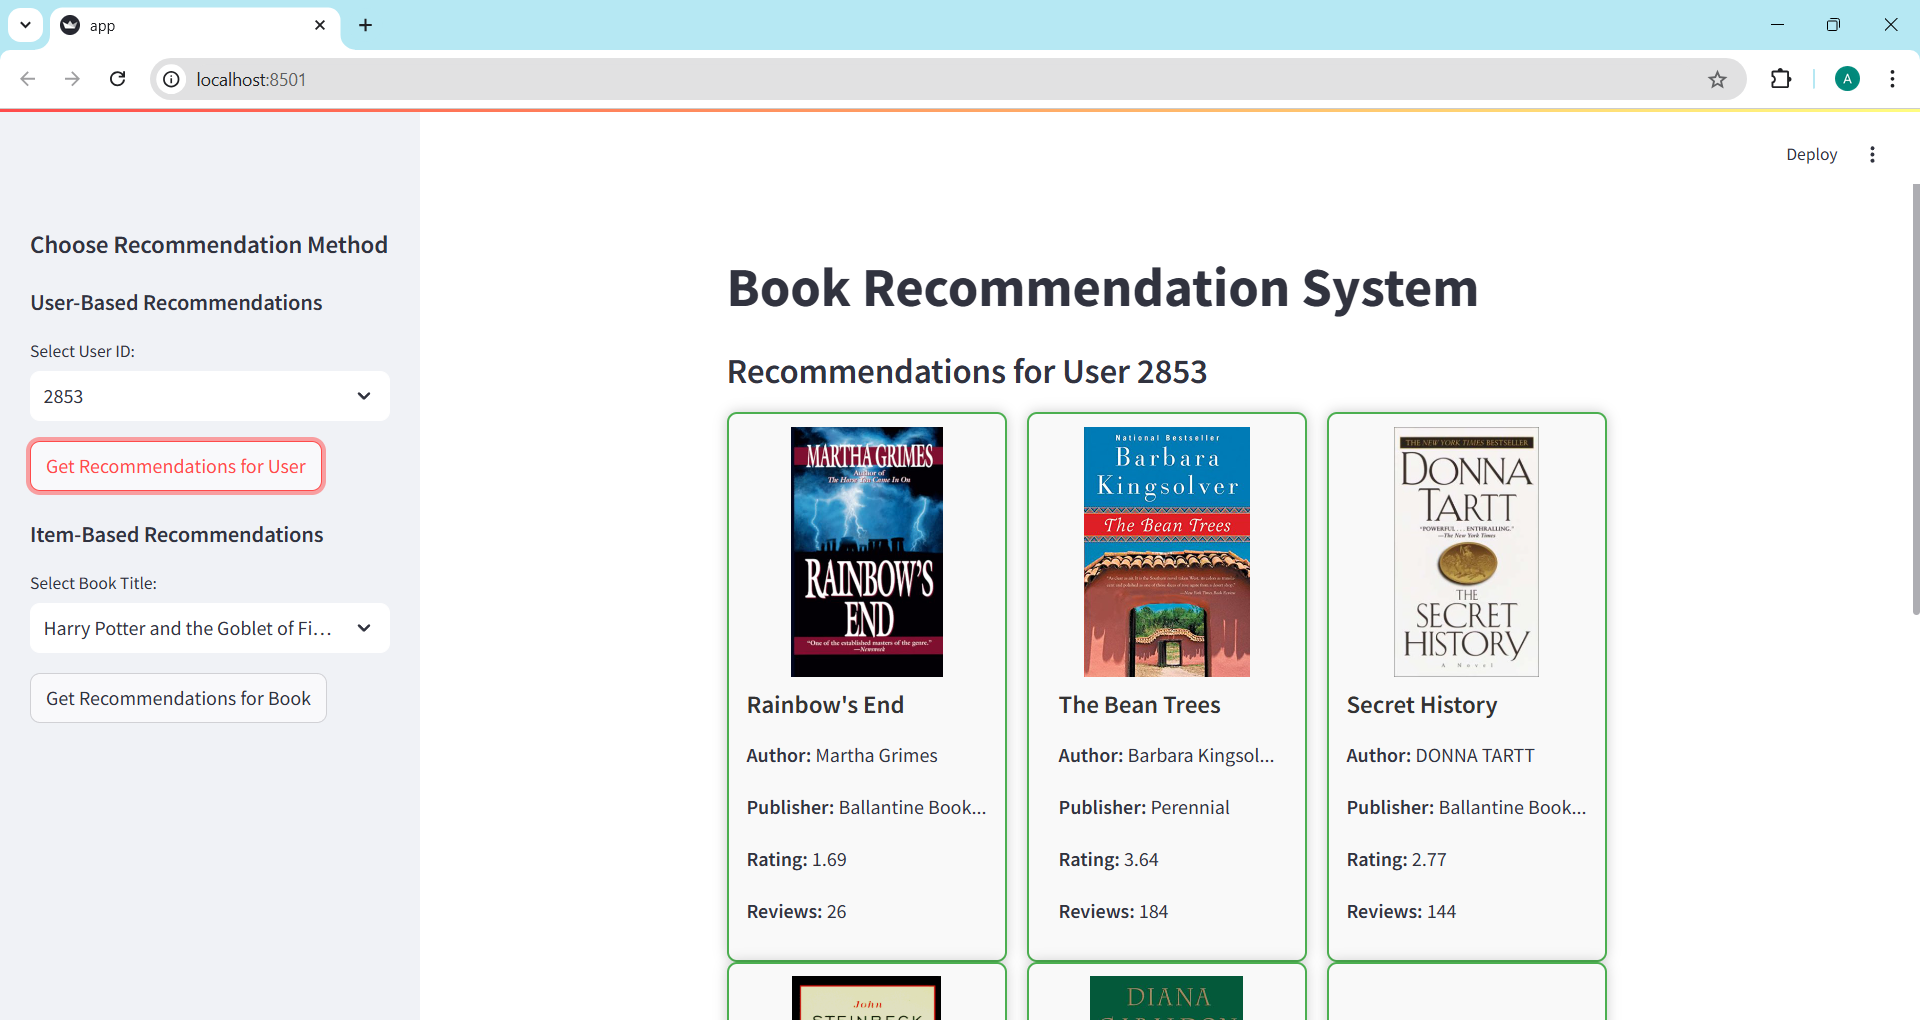 app
localhost:8501
A
Deploy
Choose Recommendation Method
User-Based Recommendations
Select User ID:
2853
Get Recommendations for User
Item-Based Recommendations
Select Book Title:
Harry Potter and the Goblet of Fi...
Get Recommendations for Book
Book Recommendation System
Recommendations for User 2853
MARTHA GRIMES
Author of
The Horse You Came In On
RAINBOW'S
END
"One of the established masters of the genre."
—Newsweek
Rainbow's End
Author: Martha Grimes
Publisher: Ballantine Book...
Rating: 1.69
Reviews: 26
National Bestseller
Barbara
Kingsolver
The Bean Trees
The Bean Trees
Author: Barbara Kingsol...
Publisher: Perennial
Rating: 3.64
Reviews: 184
THE NEW YORK TIMES BESTSELLER
DONNA
TARTT
"POWERFUL . . . ENTHRALLING."
—The New York Times
THE
SECRET
HISTORY
A Novel
Secret History
Author: DONNA TARTT
Publisher: Ballantine Book...
Rating: 2.77
Reviews: 144
John
STEINBECK
DIANA